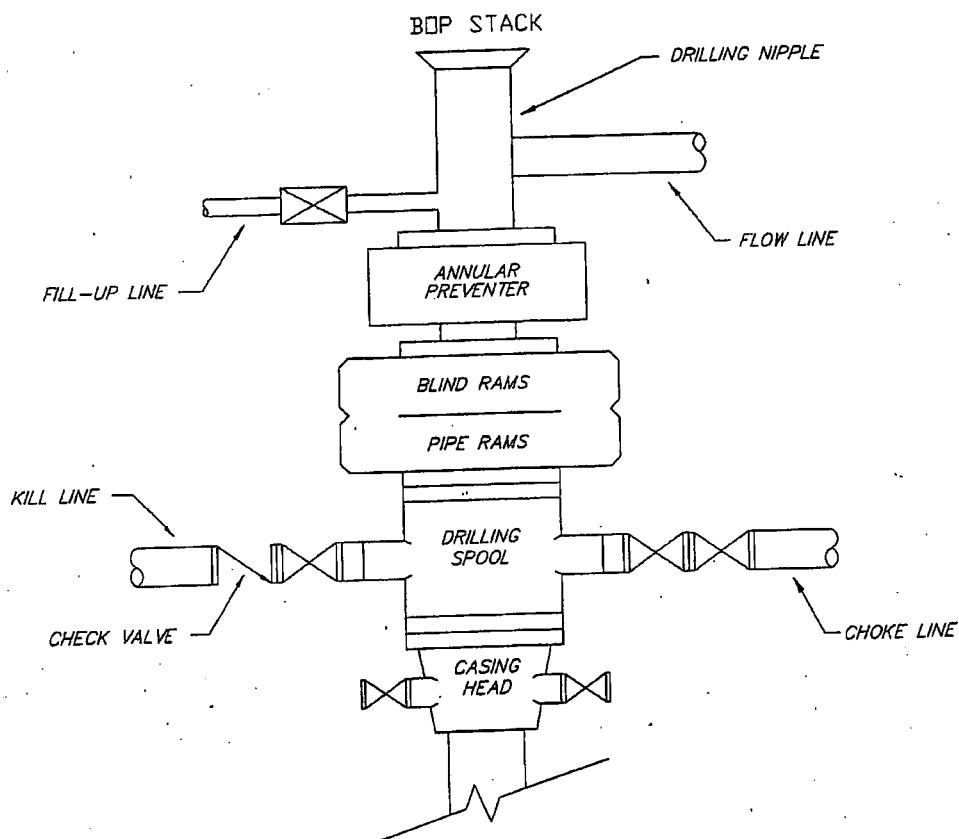 BOP STACK
DRILLING NIPPLE
FLOW LINE
FILL-UP LINE
ANNULAR
PREVENTER
BLIND RAMS
PIPE RAMS
KILL LINE
DRILLING
SPOOL
CHECK VALVE
CHOKE LINE
CASING
HEAD